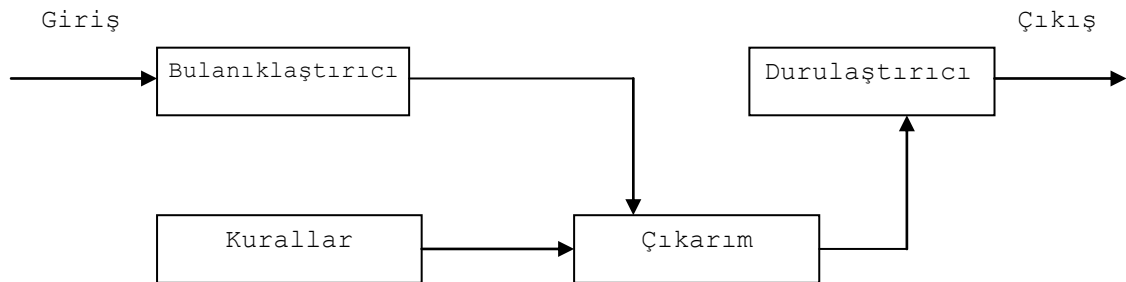 Giriş
Çıkış
Bulanıklaştırıcı
Durulaştırıcı
Kurallar
Çıkarım